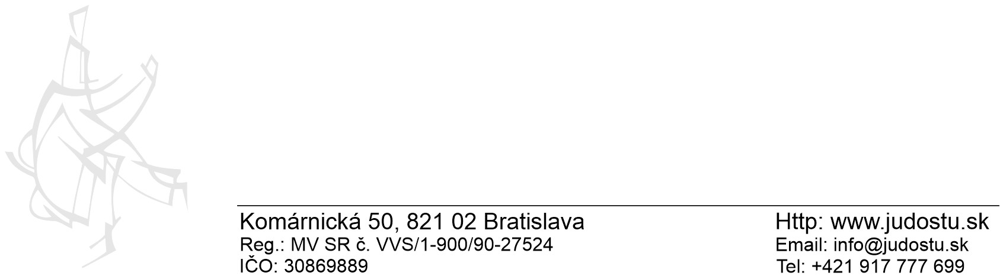 Komárnická 50, 821 02 Bratislava
Reg.: MV SR č. VVS/1-900/90-27524
IČO: 30869889
Http: www.judostu.sk
Email: info@judostu.sk
Tel: +421 917 777 699